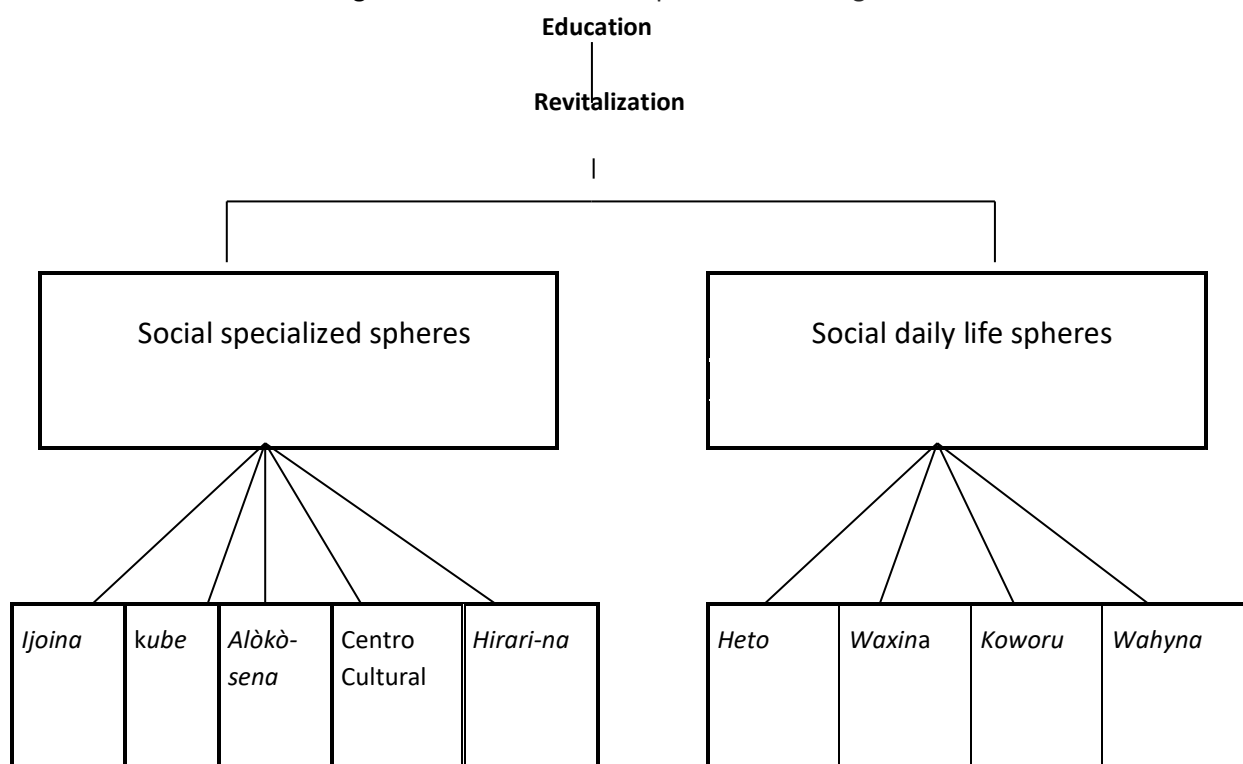 Education
Revitalization
Social specialized spheres
Social daily life spheres
Ijoina
kube
Alòkò-
sena
Centro
Cultural
Hirari-na
Heto
Waxina
Koworu
Wahyna